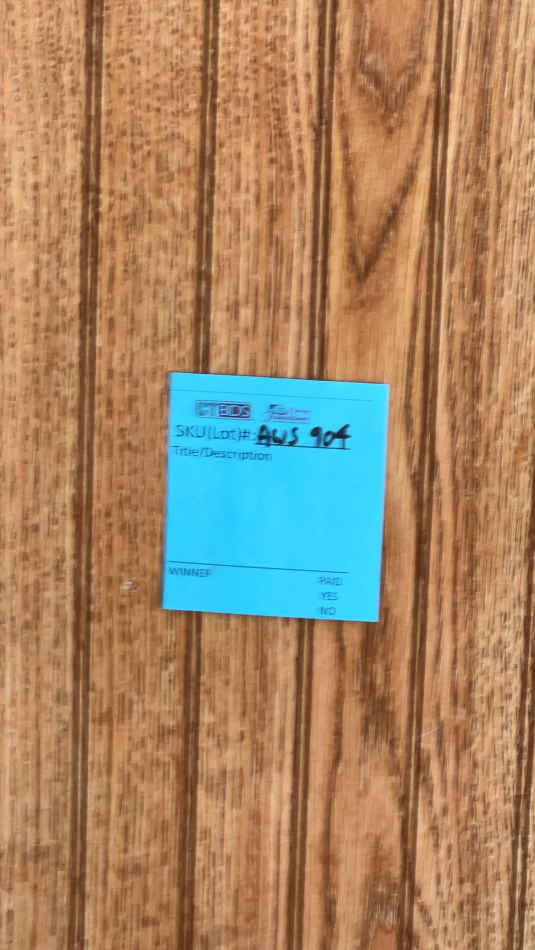 CTBIDS
SKU(Lot)#: AWS 904
Title/Description
WINNER
PAID
YES
NO